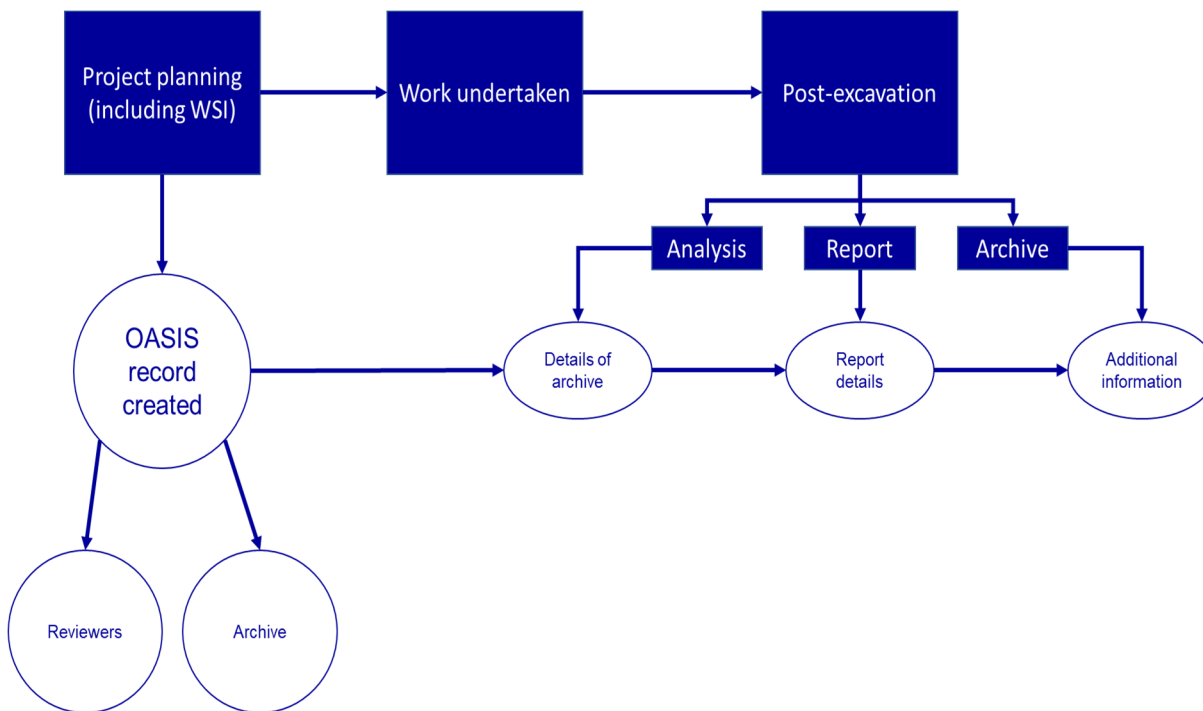 Project planning
(including WSI)
Work undertaken
Post-excavation
Analysis
Report
Archive
OASIS
record
created
Details of
archive
Report
details
Additional
information
Reviewers
Archive